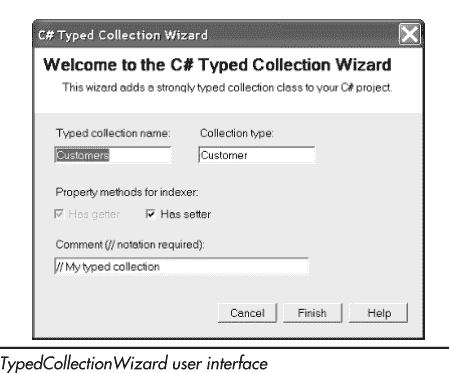 C# Typed Collection Wizard
Welcome to the C# Typed Collection Wizard
This wizard adds a strongly typed collection class to your C# project.
Typed collection name: Collection type:
Customers Customer
Property methods for indexer:
Has getter Has setter
Comment (// notation required):
// My typed collection
Cancel Finish Help
TypedCollectionWizard user interface